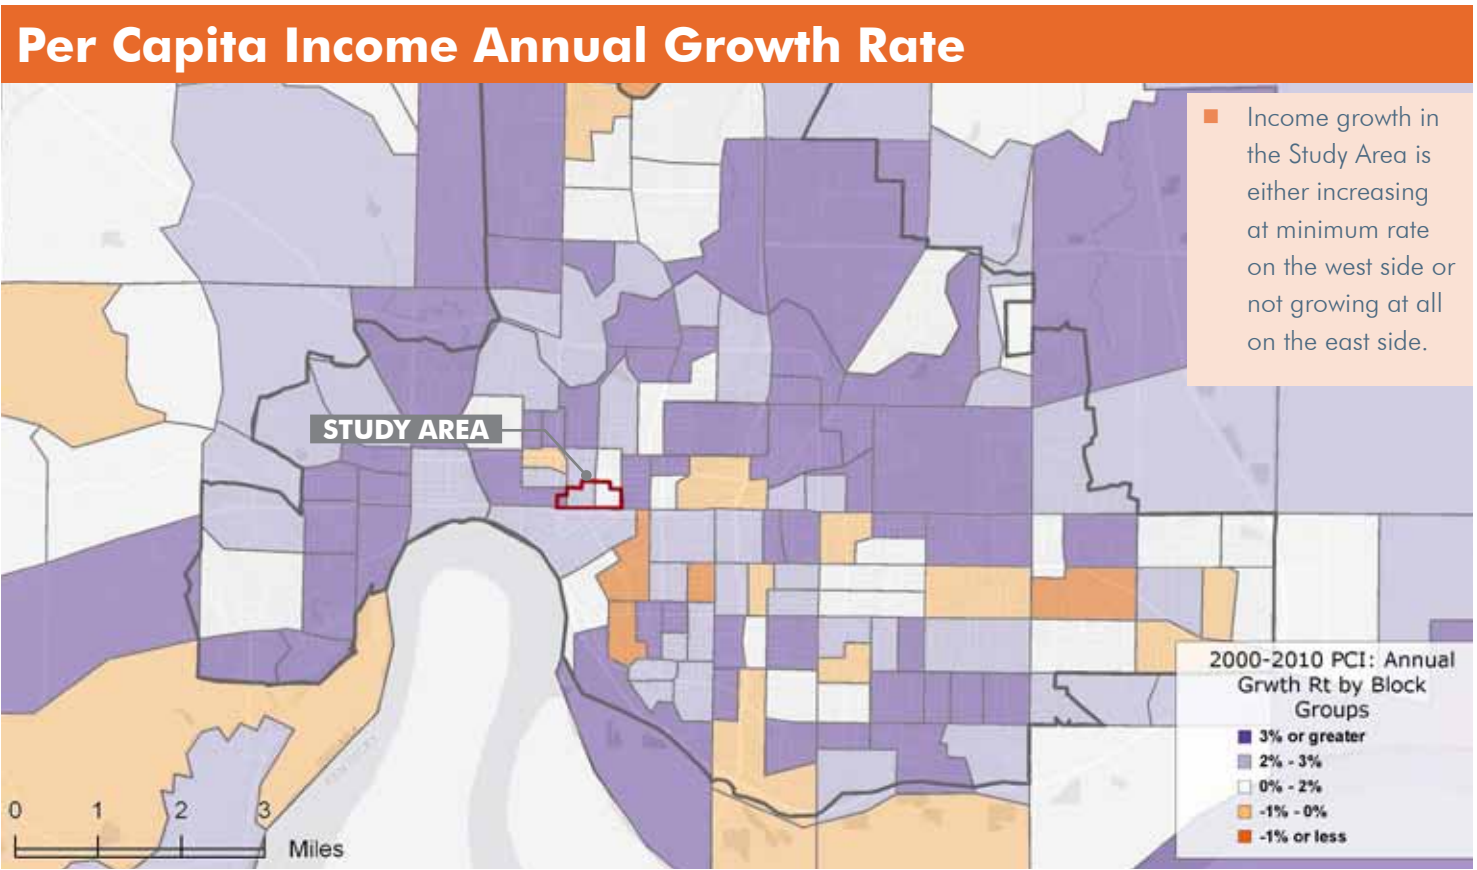 Per Capita Income Annual Growth Rate
Income growth in
the Study Area is
either increasing
at minimum rate
on the west side or
not growing at all
on the east side.
STUDY AREA
2000-2010 PCI: Annual
Grwth Rt by Block
Groups
3% or greater
2% - 3%
0% - 2%
-1% - 0%
-1% or less
0 1 2 3
Miles